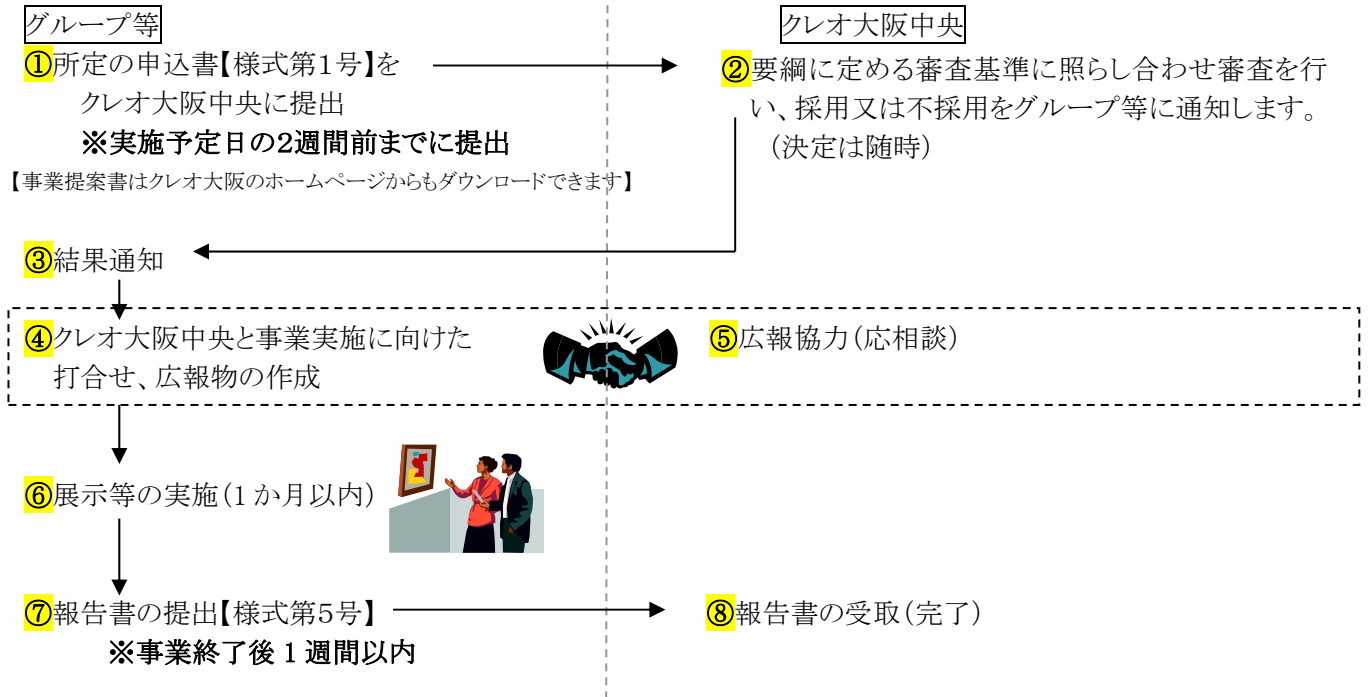 グループ等
クレオ大阪中央
①所定の申込書【様式第1号】を
クレオ大阪中央に提出
※実施予定日の2週間前までに提出
【事業提案書はクレオ大阪のホームページからもダウンロードできます】
②要綱に定める審査基準に照らし合わせ審査を行
い、採用又は不採用をグループ等に通知します。
(決定は随時)
③結果通知
④クレオ大阪中央と事業実施に向けた
打合せ、広報物の作成
⑤広報協力(応相談)
⑥展示等の実施(1か月以内)
⑦報告書の提出【様式第5号】
※事業終了後1週間以内
⑧報告書の受取(完了)